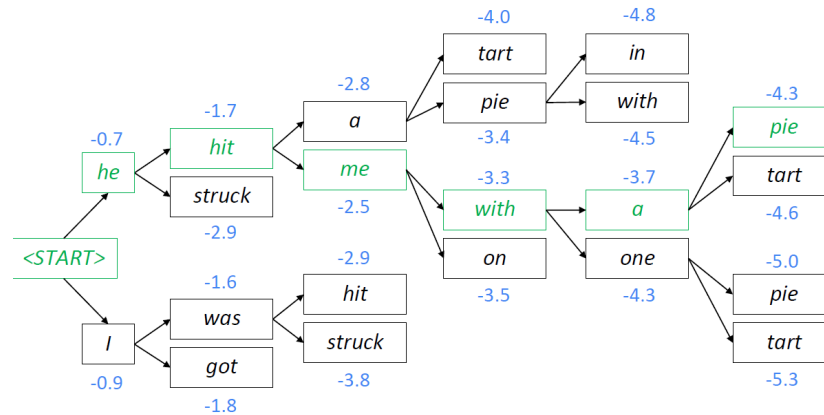 -4.0
-4.8
tart
in
-2.8
-1.7
a
pie
with
-4.3
-0.7
hit
-3.4
-4.5
pie
he
me
-3.3
-3.7
struck
-2.5
with
a
tart
-2.9
-4.6
<START>
-2.9
on
one
-1.6
-3.5
-4.3
-5.0
hit
was
pie
I
struck
got
tart
-0.9
-3.8
-1.8
-5.3